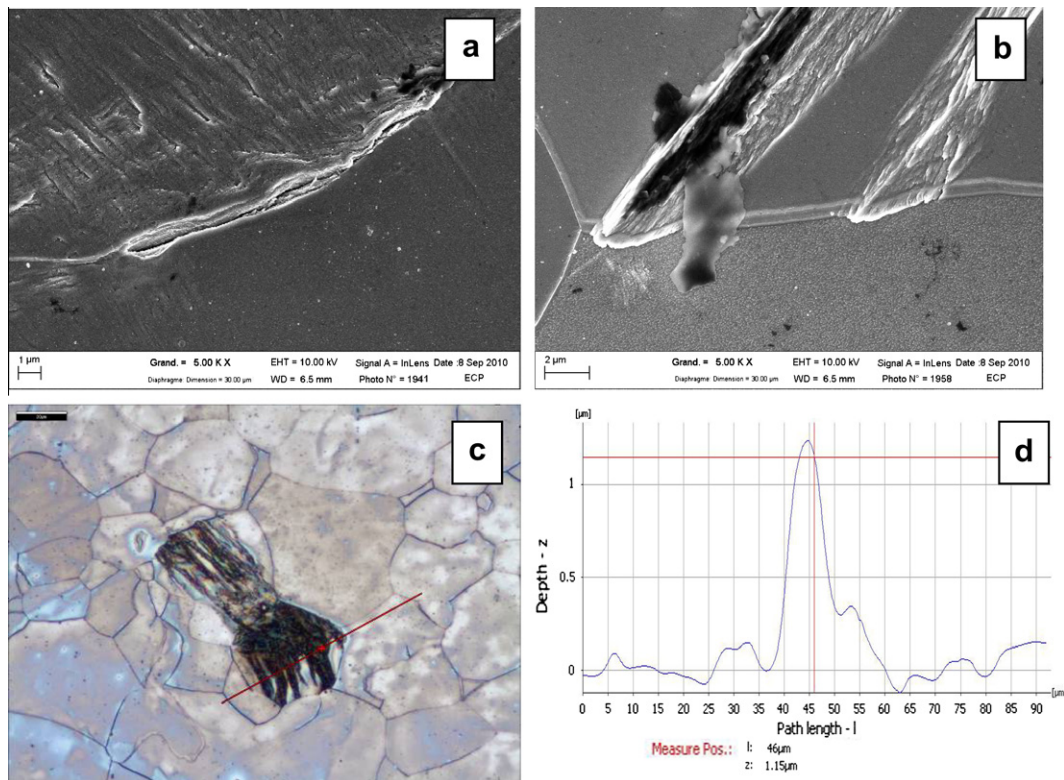 a
1 µm
Grand. = 5.00 K X
EHT = 10.00 kV
Signal A = InLens
Date :8 Sep 2010
Diaphragme: Dimension = 30.00 µm
WD = 6.5 mm
Photo N° = 1941
ECP
b
2 µm
Grand. = 5.00 K X
EHT = 10.00 kV
Signal A = InLens
Date :8 Sep 2010
Diaphragme: Dimension = 30.00 µm
WD = 6.5 mm
Photo N° = 1958
ECP
c
d
[µm]
1
0.5
0
Depth - z
0 5 10 15 20 25 30 35 40 45 50 55 60 65 70 75 80 85 90
[µm]
Path length - l
Measure Pos.: l: 46µm
z: 1.15µm